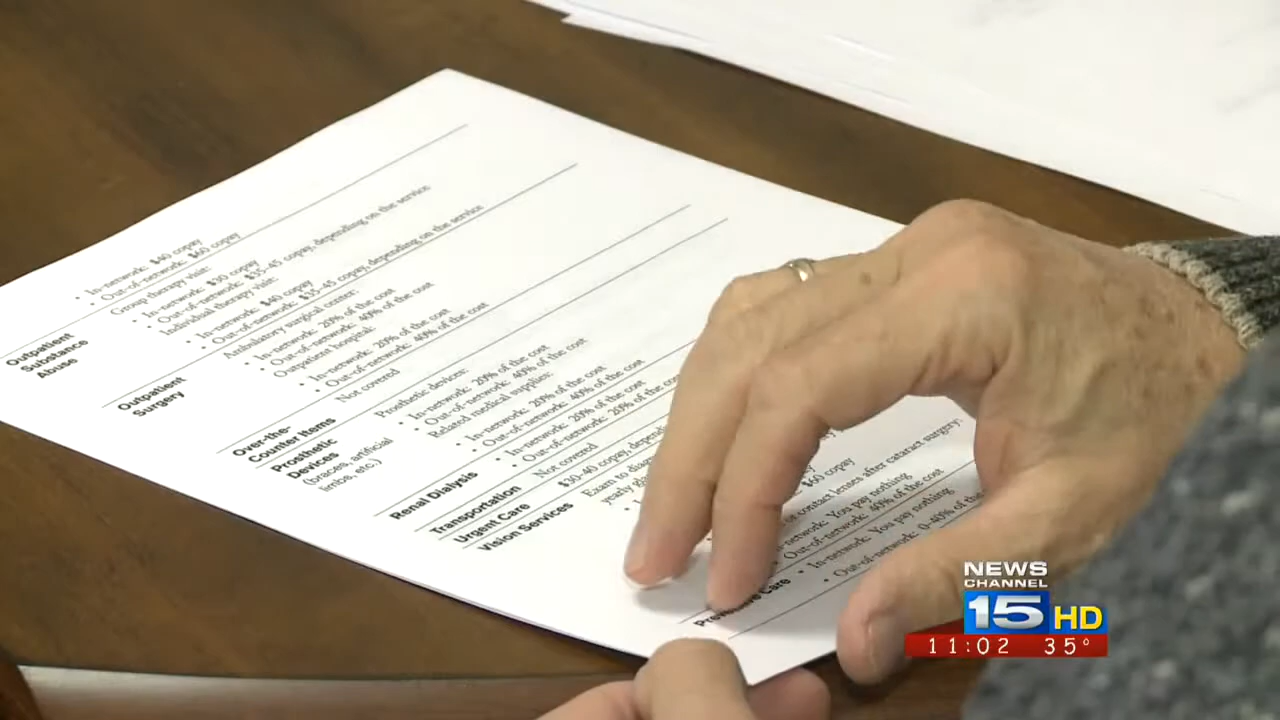 • In-network: $40 copay
• Out-of-network: $60 copay
Outpatient
Substance
Abuse
Group therapy visit:
• In-network: $30 copay
• Out-of-network: $35-45 copay, depending on the service
Individual therapy visit:
• In-network: $40 copay
• Out-of-network: $35-45 copay, depending on the service
Outpatient
Surgery
Ambulatory surgical center:
• In-network: 20% of the cost
• Out-of-network: 40% of the cost
Outpatient hospital:
• In-network: 20% of the cost
• Out-of-network: 40% of the cost
Over-the-
Counter Items
Not covered
Prosthetic
Devices
(braces, artificial
limbs, etc.)
Prosthetic devices:
• In-network: 20% of the cost
• Out-of-network: 40% of the cost
Related medical supplies:
• In-network: 20% of the cost
• Out-of-network: 40% of the cost
Renal Dialysis
• In-network: 20% of the cost
• Out-of-network: 20% of the cost
Transportation
Not covered
Urgent Care
$30-40 copay,
Vision Services
Exam to
yearly
$60 copay
contact lenses after cataract surgery:
In-network: You pay nothing
Out-of-network: 40% of the cost
Care
• In-network: You pay nothing
• Out-of-network: 0-40% of the
NEWS
CHANNEL
15 HD
11:02 35°